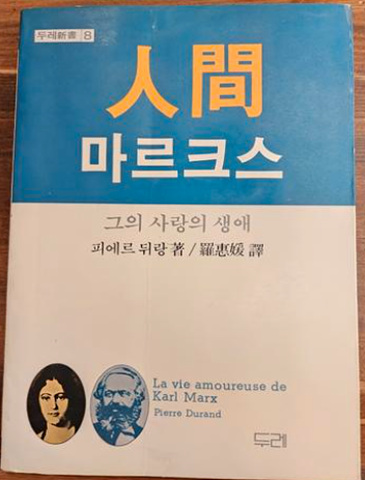 두레新書 8
人間
마르크스
그의 사랑의 생애
피에르 뒤랑 著 / 羅惠媛 譯
La vie amoureuse de
Karl Marx
Pierre Durand
두레